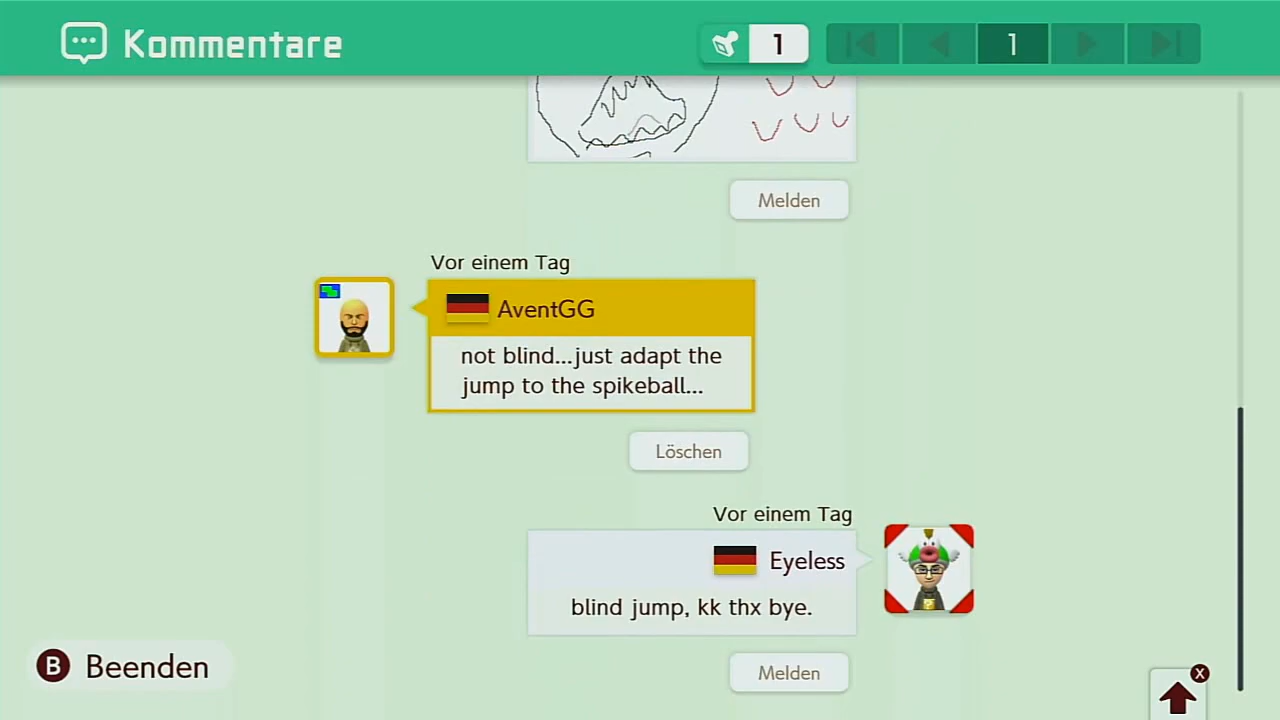 Kommentare
1
1
Melden
Vor einem Tag
AventGG
not blind...just adapt the
jump to the spikeball...
Löschen
Vor einem Tag
Eyeless
blind jump, kk thx bye.
B Beenden
Melden
X